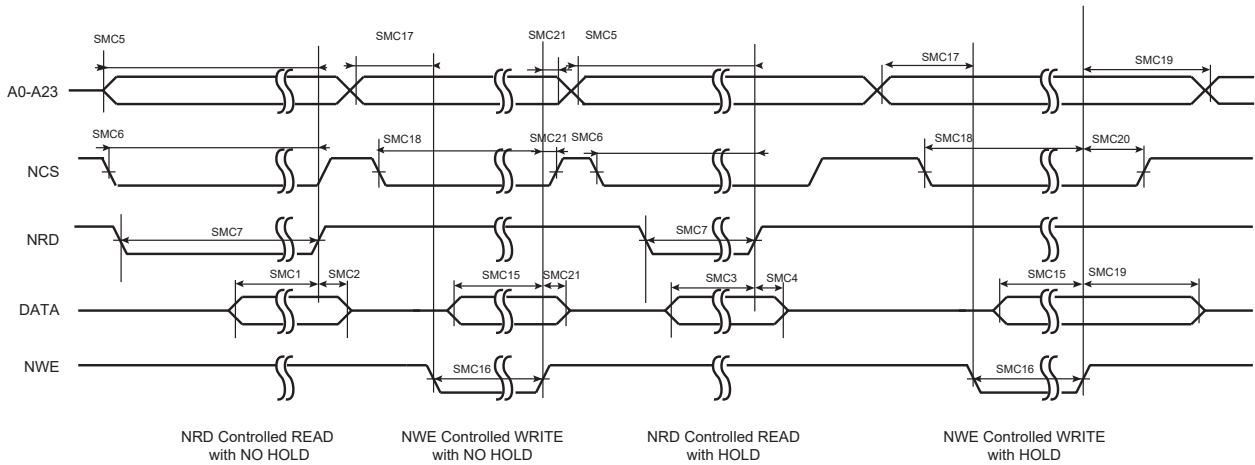 SMC5
SMC17
SMC21
SMC5
SMC17
SMC19
A0-A23
SMC6
SMC18
SMC21
SMC6
SMC18
SMC20
NCS
NRD
SMC7
SMC7
SMC1
SMC2
SMC15
SMC21
SMC3
SMC4
SMC15
SMC19
DATA
NWE
SMC16
SMC16
NRD Controlled READ
with NO HOLD
NWE Controlled WRITE
with NO HOLD
NRD Controlled READ
with HOLD
NWE Controlled WRITE
with HOLD